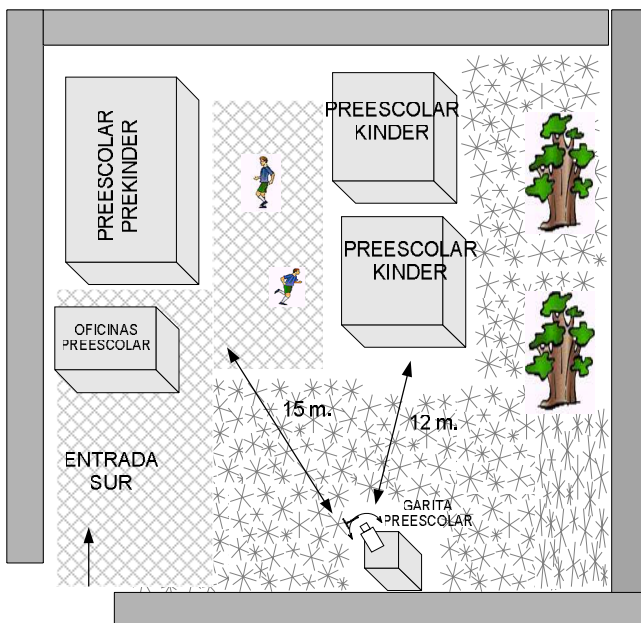 PREESCOLAR
PREKINDER
PREESCOLAR
KINDER
PREESCOLAR
KINDER
OFICINAS
PREESCOLAR
15 m.
12 m.
ENTRADA
SUR
GARITA
PREESCOLAR